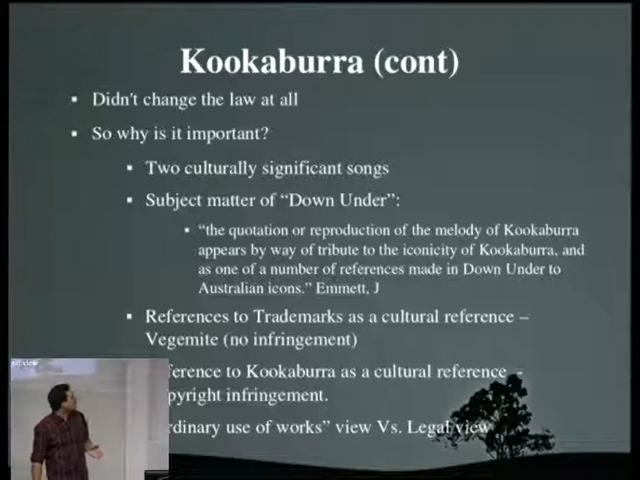 Kookaburra (cont)
Didn't change the law at all
So why is it important?
Two culturally significant songs
Subject matter of “Down Under”:
“the quotation or reproduction of the melody of Kookaburra
appears by way of tribute to the iconicity of Kookaburra, and
as one of a number of references made in Down Under to
Australian icons.” Emmett, J
References to Trademarks as a cultural reference –
Vegemite (no infringement)
ference to Kookaburra as a cultural reference -
pyright infringement.
rdinary use of works” view Vs. Legal view